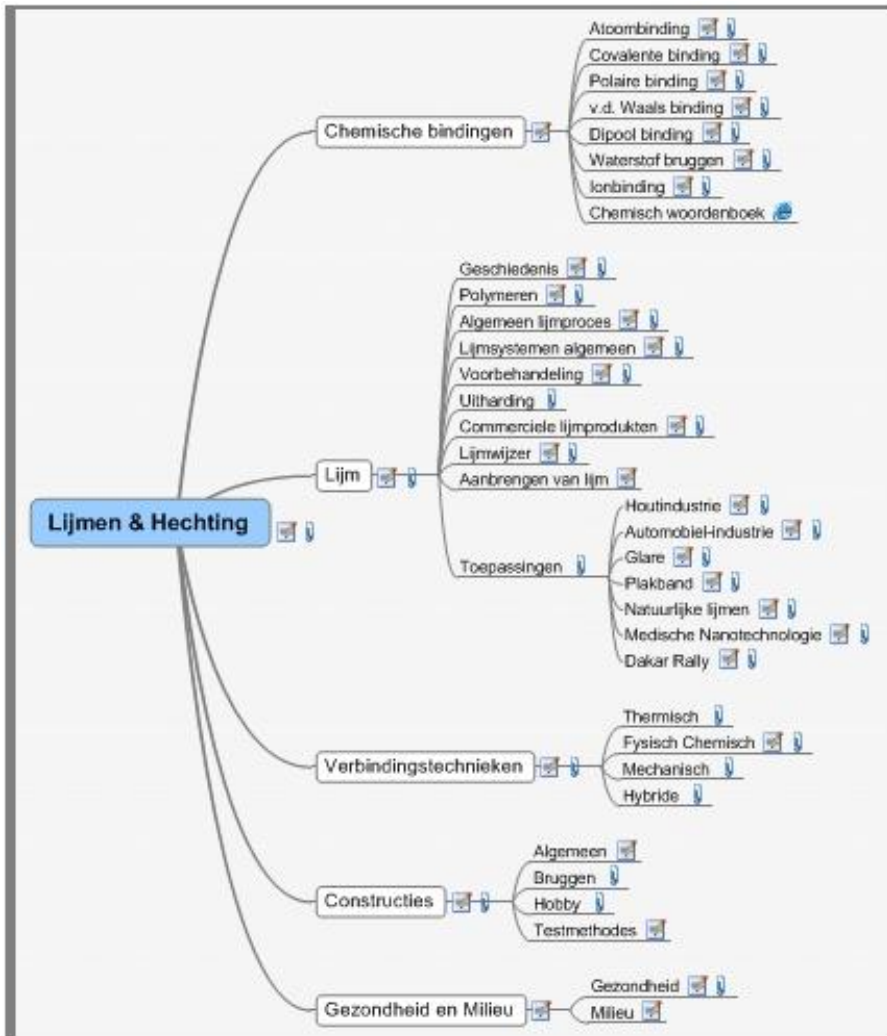 Lijmen & Hechting
Chemische bindingen
Atoombinding
Covalente binding
Polaire binding
v.d. Waals binding
Dipool binding
Waterstof bruggen
Ionbinding
Chemisch woordenboek
Lijm
Geschiedenis
Polymeren
Algemeen lijmproces
Lijmsystemen algemeen
Voorbehandeling
Uitharding
Commerciele lijmprodukten
Lijmwijzer
Aanbrengen van lijm
Toepassingen
Houtindustrie
Automobiel-industrie
Glare
Plakband
Natuurlijke lijmen
Medische Nanotechnologie
Dakar Rally
Verbindingstechnieken
Thermisch
Fysisch Chemisch
Mechanisch
Hybride
Constructies
Algemeen
Bruggen
Hobby
Testmethodes
Gezondheid en Milieu
Gezondheid
Milieu